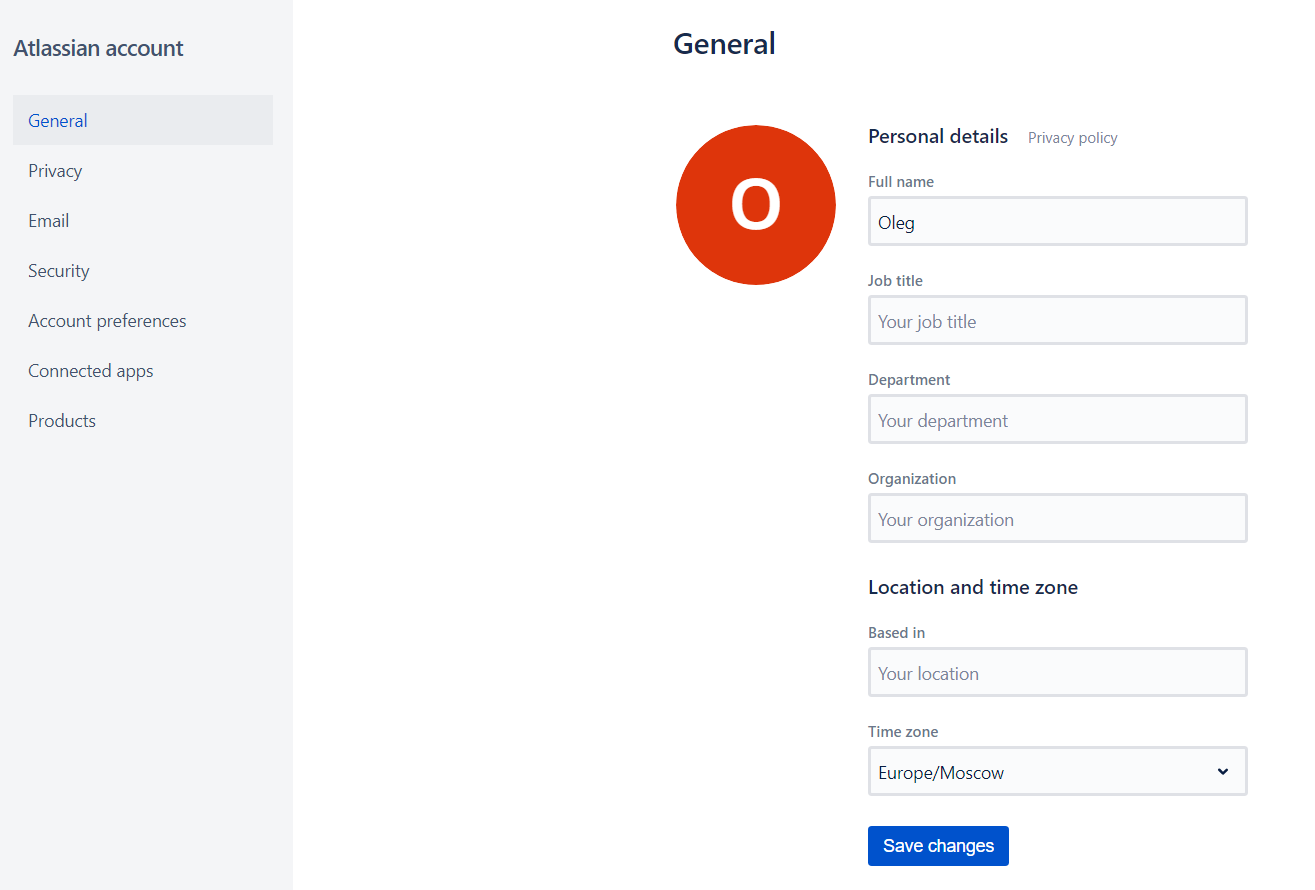 Atlassian account
General
Privacy
Email
Security
Account preferences
Connected apps
Products
General
O
Personal details Privacy policy
Full name
Oleg
Job title
Your job title
Department
Your department
Organization
Your organization
Location and time zone
Based in
Your location
Time zone
Europe/Moscow
Save changes